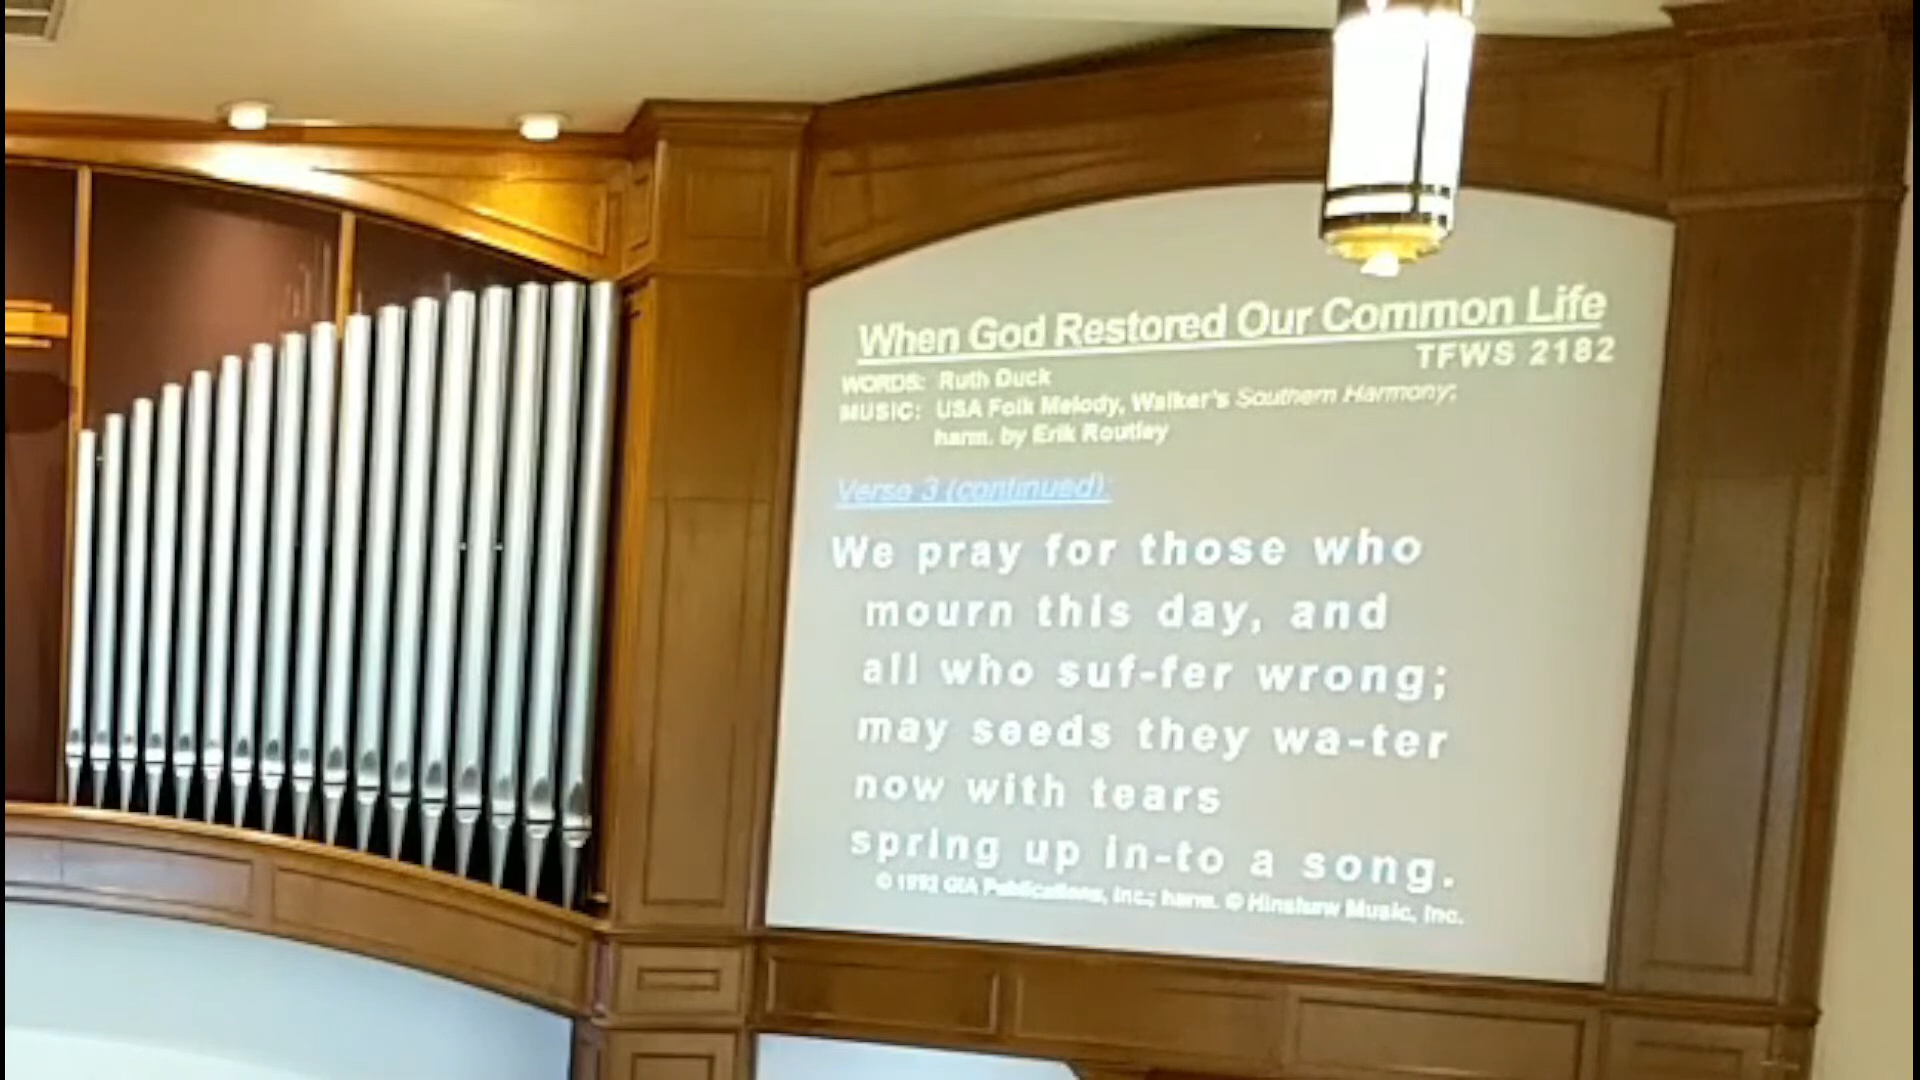 When God Restored Our Common Life
TFWS 2182
WORDS: Ruth Duck
MUSIC: USA Folk Melody, Walker's Southern Harmony;
harm. by Erik Routley
Verse 3 (continued):
We pray for those who
mourn this day, and
all who suf-fer wrong;
may seeds they wa-ter
now with tears
spring up in-to a song.
© 1992 GIA Publications, Inc.; harm. © Hinshaw Music, Inc.